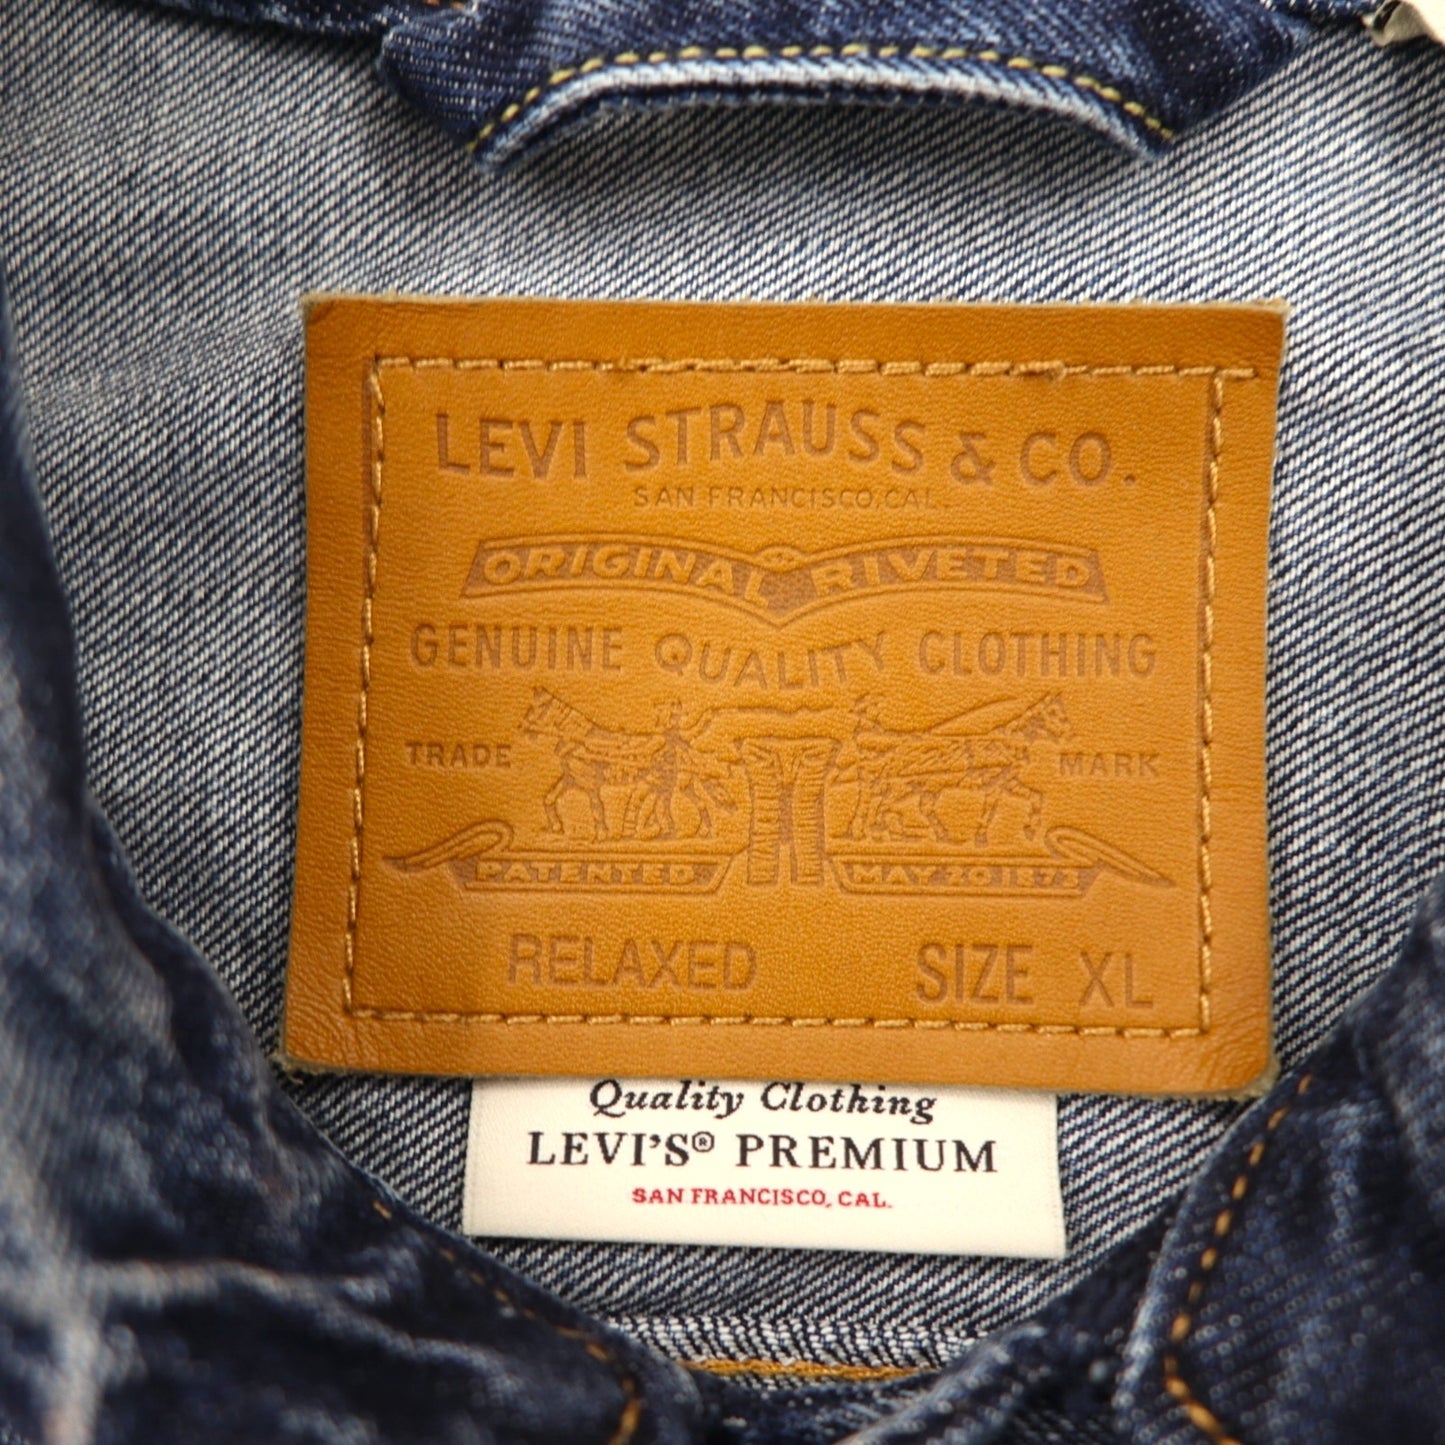 LEVI STRAUSS & CO.
SAN FRANCISCO, CAL.
ORIGINAL RIVETED
GENUINE QUALITY CLOTHING
TRADE MARK
PATENTED MAY 20 1873
RELAXED SIZE XL
Quality Clothing
LEVI'S® PREMIUM
SAN FRANCISCO, CAL.